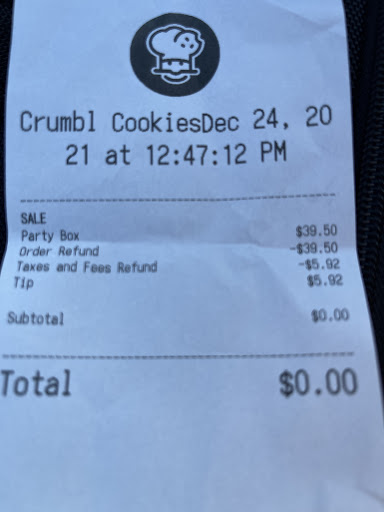 Crumbl CookiesDec 24, 20
21 at 12:47:12 PM
SALE
Party Box $39.50
Order Refund -$39.50
Taxes and Fees Refund -$5.92
Tip $5.92
Subtotal $0.00
Total $0.00